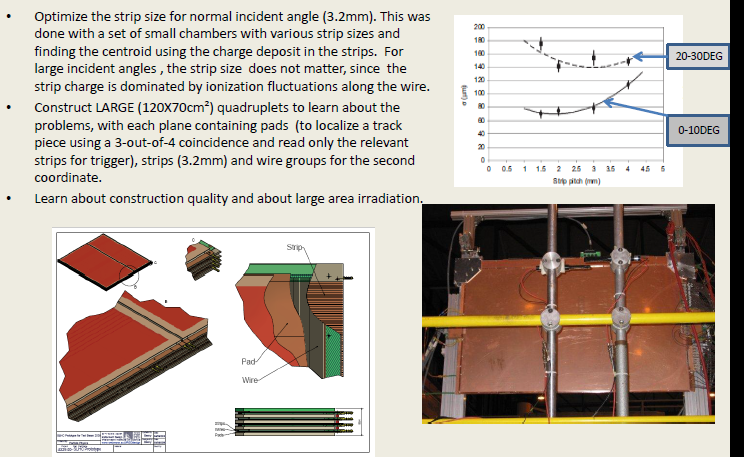 • Optimize the strip size for normal incident angle (3.2mm). This was
done with a set of small chambers with various strip sizes and
finding the centroid using the charge deposit in the strips. For
large incident angles , the strip size does not matter, since the
strip charge is dominated by ionization fluctuations along the wire.
• Construct LARGE (120X70cm²) quadruplets to learn about the
problems, with each plane containing pads (to localize a track
piece using a 3-out-of-4 coincidence and read only the relevant
strips for trigger), strips (3.2mm) and wire groups for the second
coordinate.
• Learn about construction quality and about large area irradiation.
200
180
160
140
120
100
80
60
40
20
0
σ (μm)
0 0.5 1 1.5 2 2.5 3 3.5 4 4.5 5
Strip pitch (mm)
20-30DEG
0-10DEG
Strip
Pad
Wire
Strips
Wires
Pads